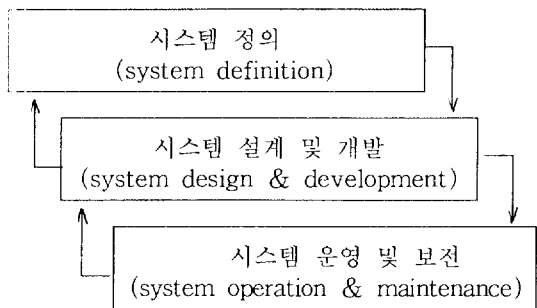 시스템 정의
(system definition)
시스템 설계 및 개발
(system design & development)
시스템 운영 및 보전
(system operation & maintenance)